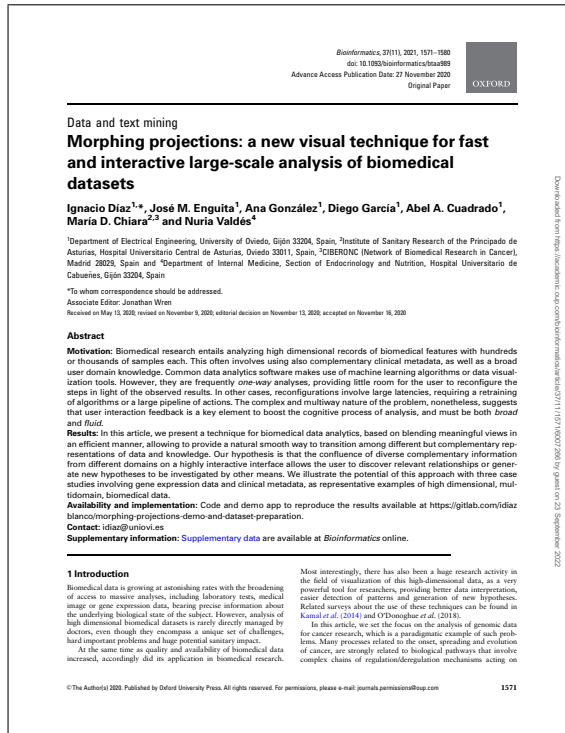 Bioinformatics, 37(11), 2021, 1571–1580
doi: 10.1093/bioinformatics/btaa989
Advance Access Publication Date: 27 November 2020
Original Paper
OXFORD
Data and text mining
Morphing projections: a new visual technique for fast
and interactive large-scale analysis of biomedical
datasets
Ignacio Díaz1,*, José M. Enguita1, Ana González1, Diego García1, Abel A. Cuadrado1,
María D. Chiara2,3 and Nuria Valdés4
1Department of Electrical Engineering, University of Oviedo, Gijón 33204, Spain, 2Institute of Sanitary Research of the Principado de
Asturias, Hospital Universitario Central de Asturias, Oviedo 33011, Spain, 3CIBERONC (Network of Biomedical Research in Cancer),
Madrid 28029, Spain and 4Department of Internal Medicine, Section of Endocrinology and Nutrition, Hospital Universitario de
Cabueñes, Gijón 33204, Spain
*To whom correspondence should be addressed.
Associate Editor: Jonathan Wren
Received on May 13, 2020; revised on November 9, 2020; editorial decision on November 13, 2020; accepted on November 16, 2020
Abstract
Motivation: Biomedical research entails analyzing high dimensional records of biomedical features with hundreds
or thousands of samples each. This often involves using also complementary clinical metadata, as well as a broad
user domain knowledge. Common data analytics software makes use of machine learning algorithms or data visual-
ization tools. However, they are frequently one-way analyses, providing little room for the user to reconfigure the
steps in light of the observed results. In other cases, reconfigurations involve large latencies, requiring a retraining
of algorithms or a large pipeline of actions. The complex and multiway nature of the problem, nonetheless, suggests
that user interaction feedback is a key element to boost the cognitive process of analysis, and must be both broad
and fluid.
Results: In this article, we present a technique for biomedical data analytics, based on blending meaningful views in
an efficient manner, allowing to provide a natural smooth way to transition among different but complementary rep-
resentations of data and knowledge. Our hypothesis is that the confluence of diverse complementary information
from different domains on a highly interactive interface allows the user to discover relevant relationships or gener-
ate new hypotheses to be investigated by other means. We illustrate the potential of this approach with three case
studies involving gene expression data and clinical metadata, as representative examples of high dimensional, mul-
tidomain, biomedical data.
Availability and implementation: Code and demo app to reproduce the results available at https://gitlab.com/idiaz
blanco/morphing-projections-demo-and-dataset-preparation.
Contact: idiaz@uniovi.es
Supplementary information: Supplementary data are available at Bioinformatics online.
1 Introduction
Biomedical data is growing at astonishing rates with the broadening
of access to massive analyses, including laboratory tests, medical
image or gene expression data, bearing precise information about
the underlying biological state of the subject. However, analysis of
high dimensional biomedical datasets is rarely directly managed by
doctors, even though they encompass a unique set of challenges,
hard important problems and huge potential sanitary impact.
At the same time as quality and availability of biomedical data
increased, accordingly did its application in biomedical research.
Most interestingly, there has also been a huge research activity in
the field of visualization of this high-dimensional data, as a very
powerful tool for researchers, providing better data interpretation,
easier detection of patterns and generation of new hypotheses.
Related surveys about the use of these techniques can be found in
Kamal et al. (2014) and O'Donoghue et al. (2018).
In this article, we set the focus on the analysis of genomic data
for cancer research, which is a paradigmatic example of such prob-
lems. Many processes related to the onset, spreading and evolution
of cancer, are strongly related to biological pathways that involve
complex chains of regulation/deregulation mechanisms acting on
©The Author(s) 2020. Published by Oxford University Press. All rights reserved. For permissions, please e-mail: journals.permissions@oup.com
1571
Downloaded from https://academic.oup.com/bioinformatics/article/37/11/1571/6007266 by guest on 23 September 2022